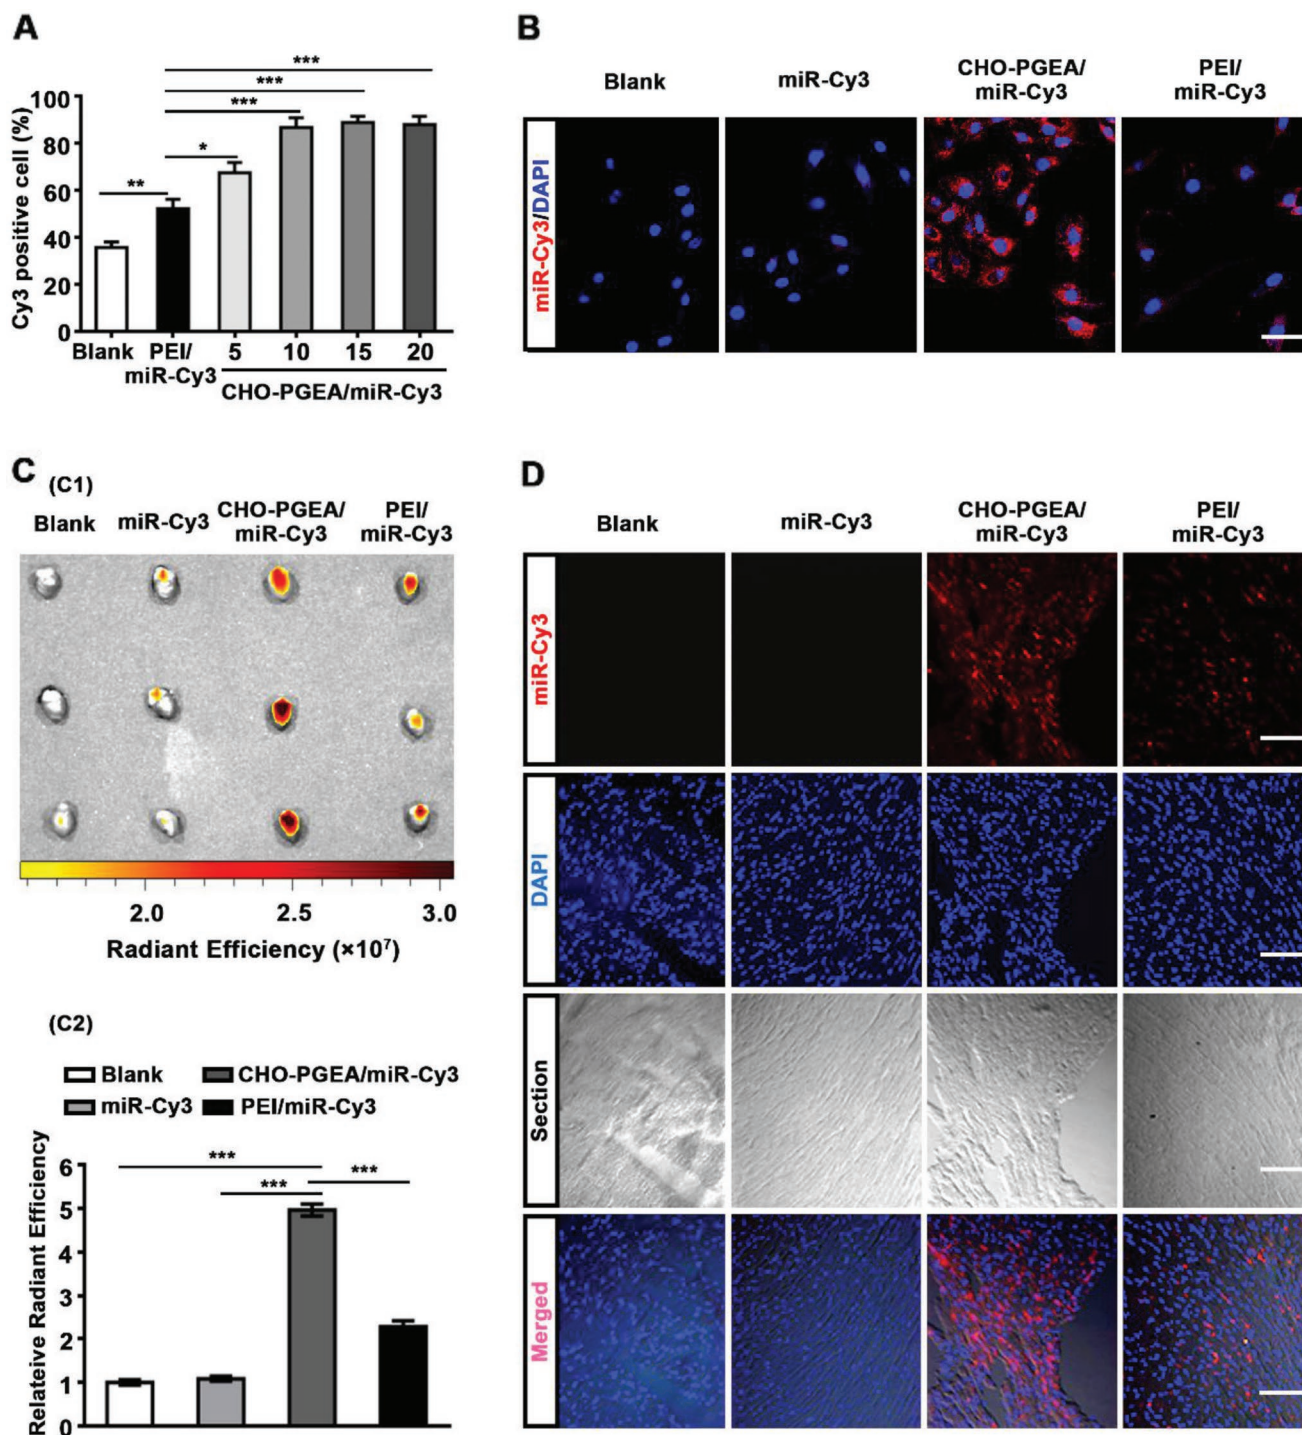 A
***
***
***
*
**
Cy3 positive cell (%)
100
80
60
40
20
0
Blank
PEI/
miR-Cy3
5
10
15
20
CHO-PGEA/miR-Cy3
B
Blank
miR-Cy3
CHO-PGEA/
miR-Cy3
PEI/
miR-Cy3
miR-Cy3/DAPI
C
(C1)
Blank
miR-Cy3
CHO-PGEA/
miR-Cy3
PEI/
miR-Cy3
2.0
2.5
3.0
Radiant Efficiency (×10⁷)
(C2)
Blank
CHO-PGEA/miR-Cy3
miR-Cy3
PEI/miR-Cy3
Relateive Radiant Efficiency
6
5
4
3
2
1
0
***
***
***
D
Blank
miR-Cy3
CHO-PGEA/
miR-Cy3
PEI/
miR-Cy3
miR-Cy3
DAPI
Section
Merged